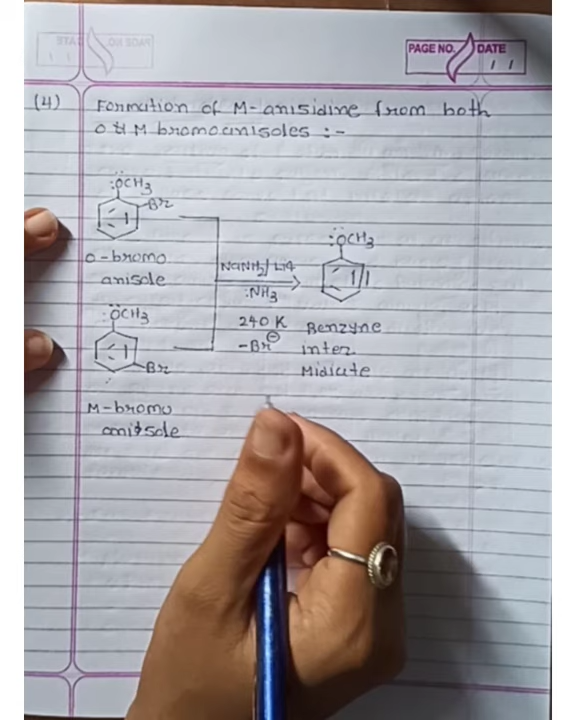 PAGE NO. DATE
/ /
(4) Formation of M-anisidine from both
o & M bromoanisoles :-
:ÖCH3
Br
o-bromo
anisole
:ÖCH3
Br
M-bromo
anisole
NaNH2/Liq
:NH3
240 K
-Br⊖
:ÖCH3
Benzyne
inter
Midiate